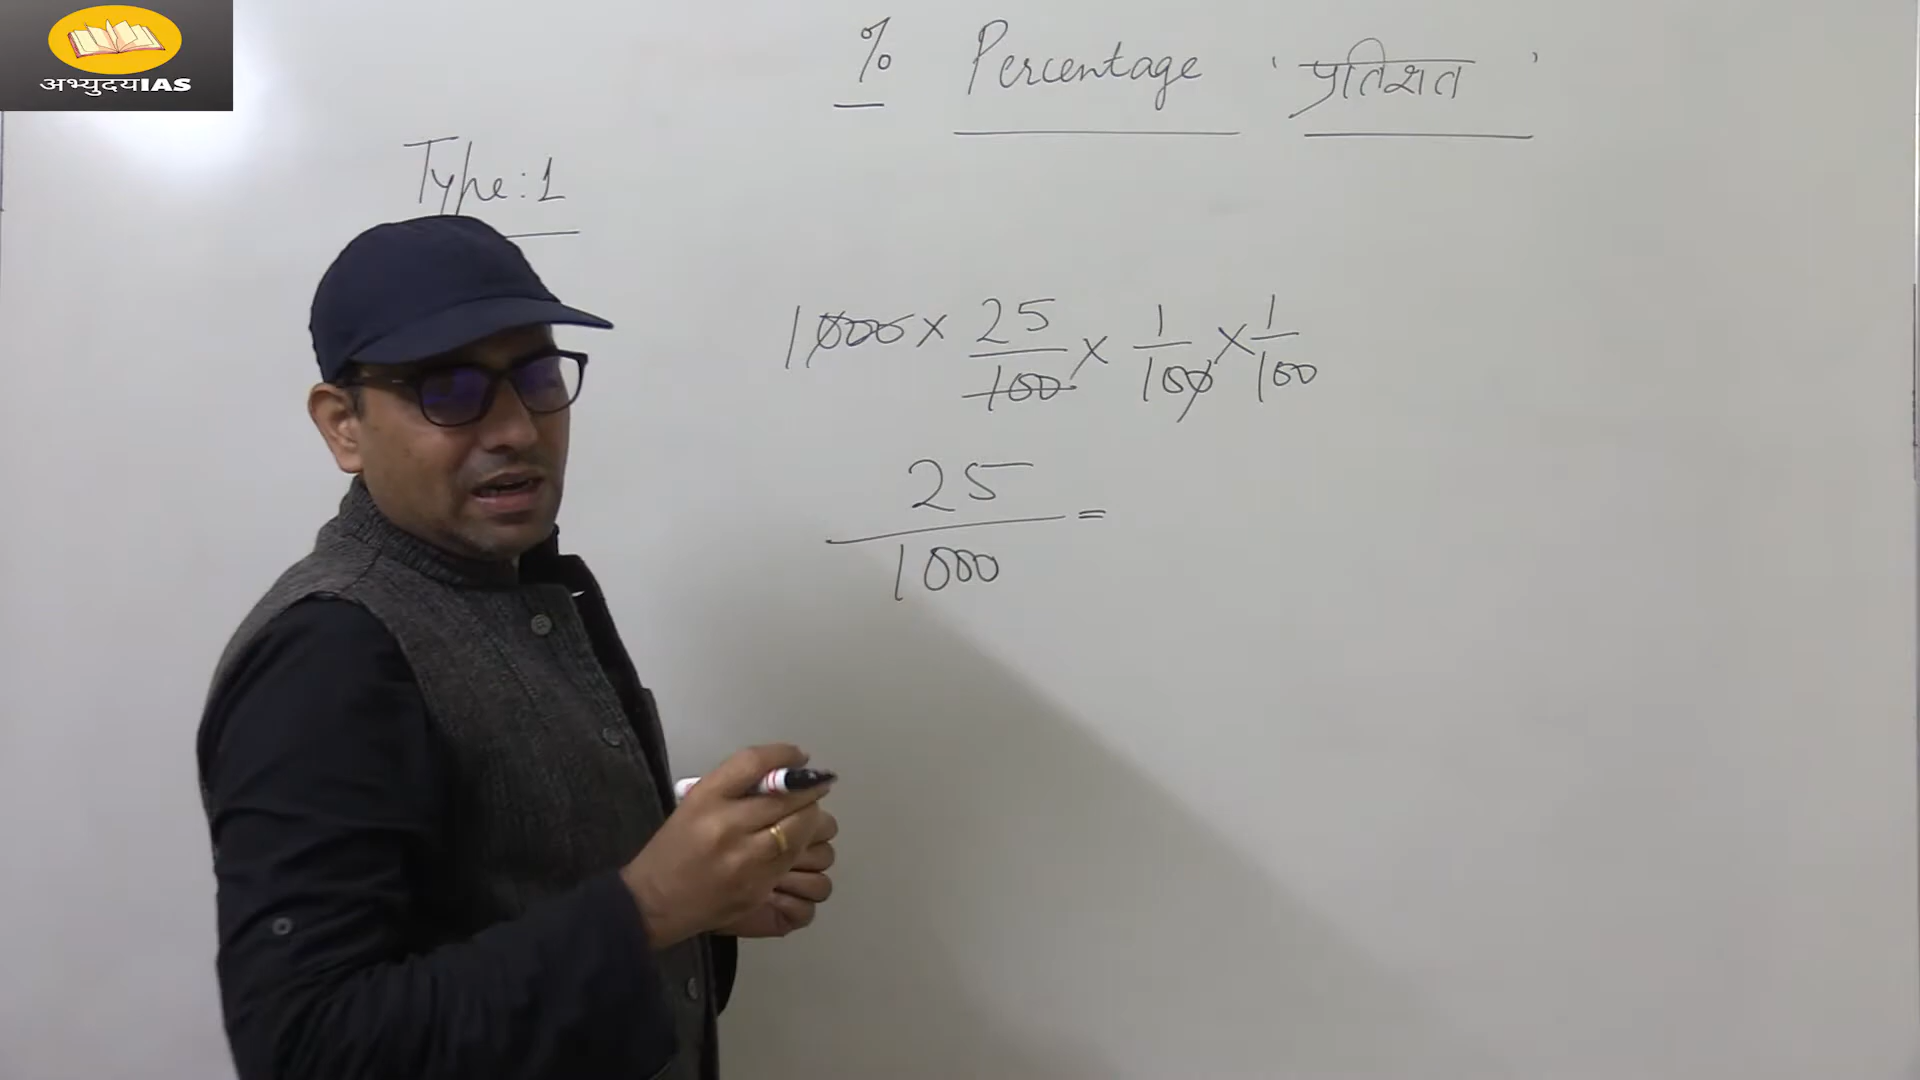 अभ्युदयIAS
% Percentage 'प्रतिशत'
Type:1
1000 × 25/100 × 1/100 × 1/100
25/1000 =